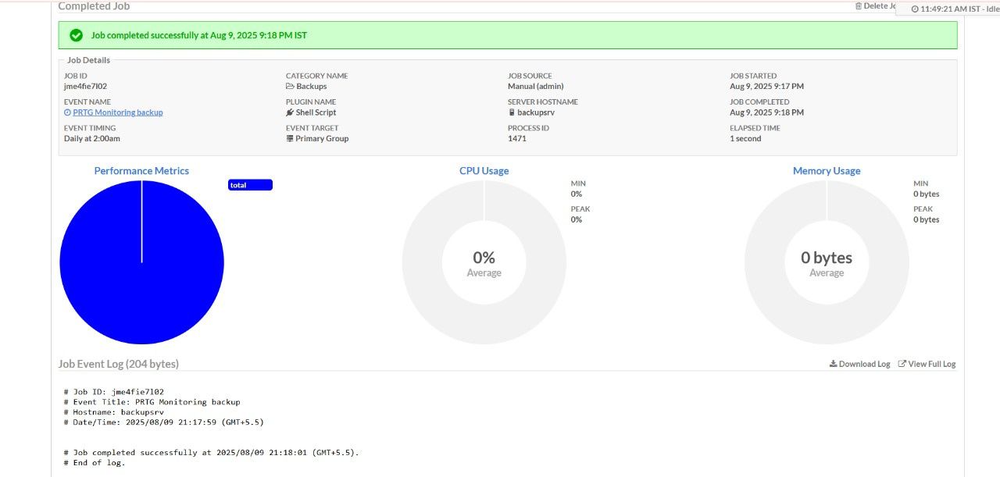 Completed Job
Delete Jo
11:49:21 AM IST - Idle
Job completed successfully at Aug 9, 2025 9:18 PM IST
Job Details
JOB ID
jme4fie7l02
CATEGORY NAME
Backups
JOB SOURCE
Manual (admin)
JOB STARTED
Aug 9, 2025 9:17 PM
EVENT NAME
PRTG Monitoring backup
PLUGIN NAME
Shell Script
SERVER HOSTNAME
backupsrv
JOB COMPLETED
Aug 9, 2025 9:18 PM
EVENT TIMING
Daily at 2:00am
EVENT TARGET
Primary Group
PROCESS ID
1471
ELAPSED TIME
1 second
Performance Metrics
total
CPU Usage
MIN
0%
PEAK
0%
0%
Average
Memory Usage
MIN
0 bytes
PEAK
0 bytes
0 bytes
Average
Job Event Log (204 bytes)
Download Log
View Full Log
# Job ID: jme4fie7l02
# Event Title: PRTG Monitoring backup
# Hostname: backupsrv
# Date/Time: 2025/08/09 21:17:59 (GMT+5.5)
# Job completed successfully at 2025/08/09 21:18:01 (GMT+5.5).
# End of log.